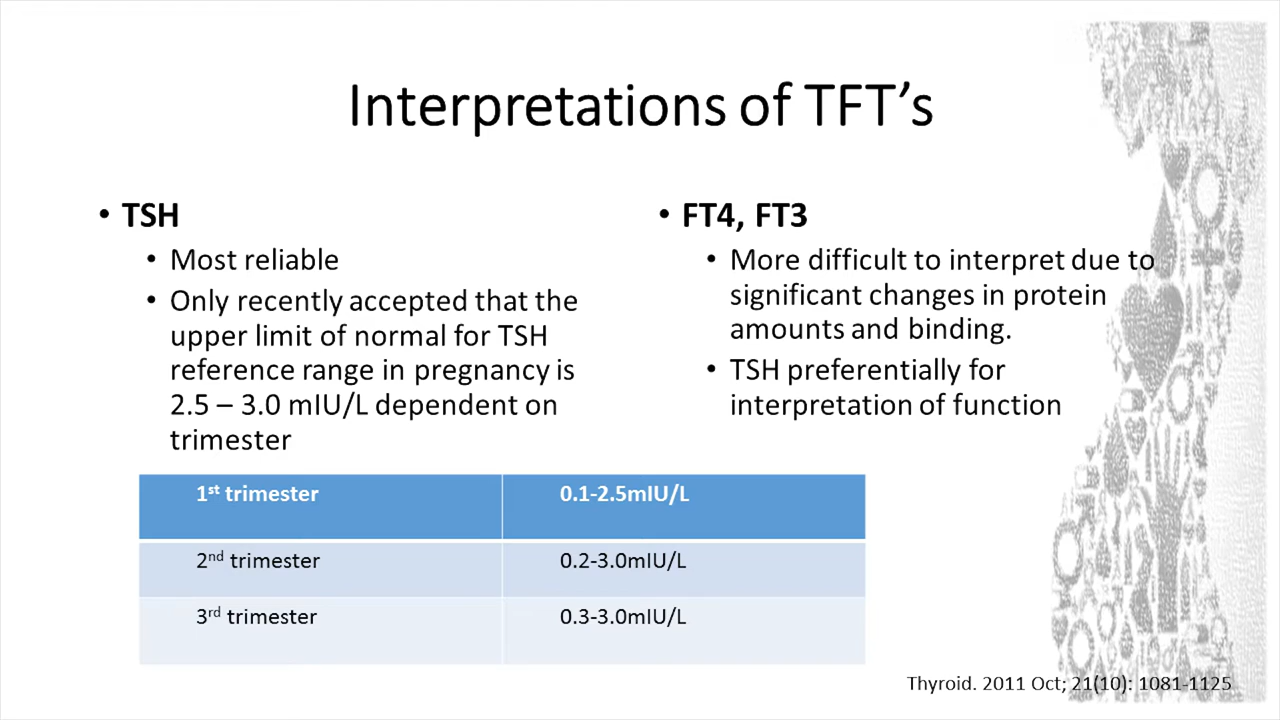 Interpretations of TFT’s
• TSH
• Most reliable
• Only recently accepted that the
upper limit of normal for TSH
reference range in pregnancy is
2.5 – 3.0 mIU/L dependent on
trimester
• FT4, FT3
• More difficult to interpret due to
significant changes in protein
amounts and binding.
• TSH preferentially for
interpretation of function
1st trimester 0.1-2.5mIU/L
2nd trimester 0.2-3.0mIU/L
3rd trimester 0.3-3.0mIU/L
Thyroid. 2011 Oct; 21(10): 1081-1125